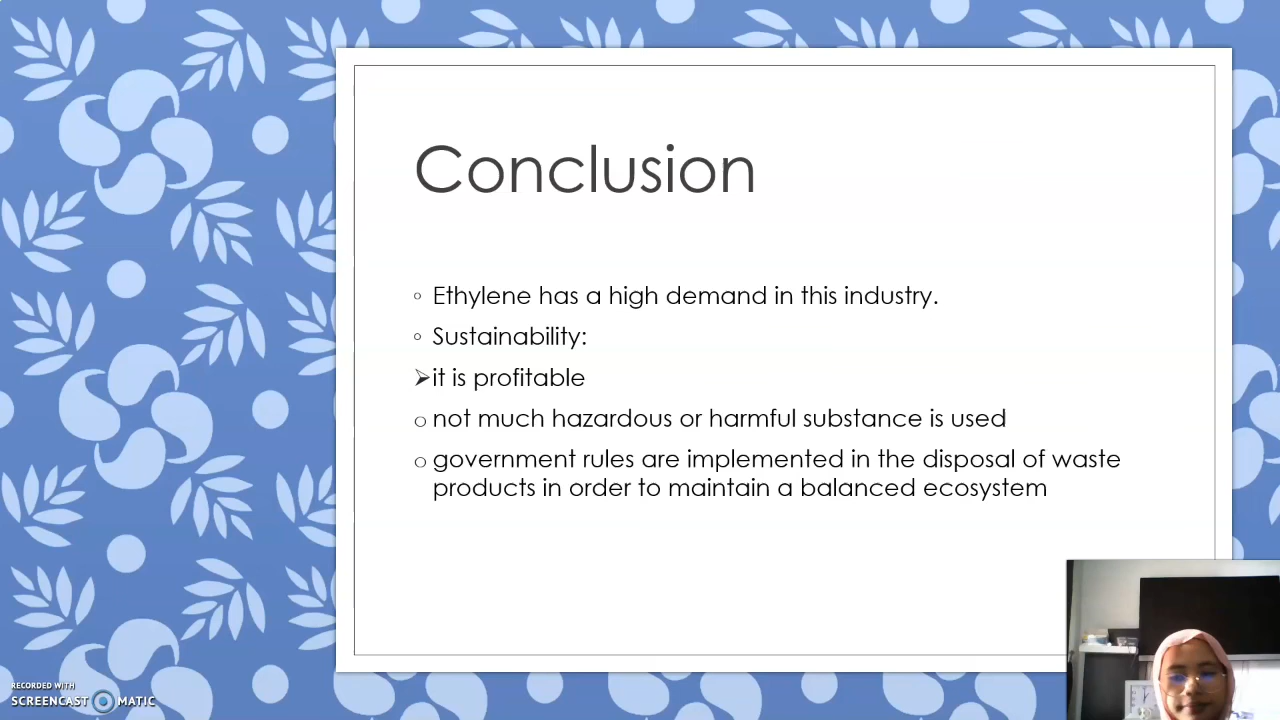 Conclusion
◦ Ethylene has a high demand in this industry.
◦ Sustainability:
➢it is profitable
o not much hazardous or harmful substance is used
o government rules are implemented in the disposal of waste
products in order to maintain a balanced ecosystem
RECORDED WITH
SCREENCAST MATIC